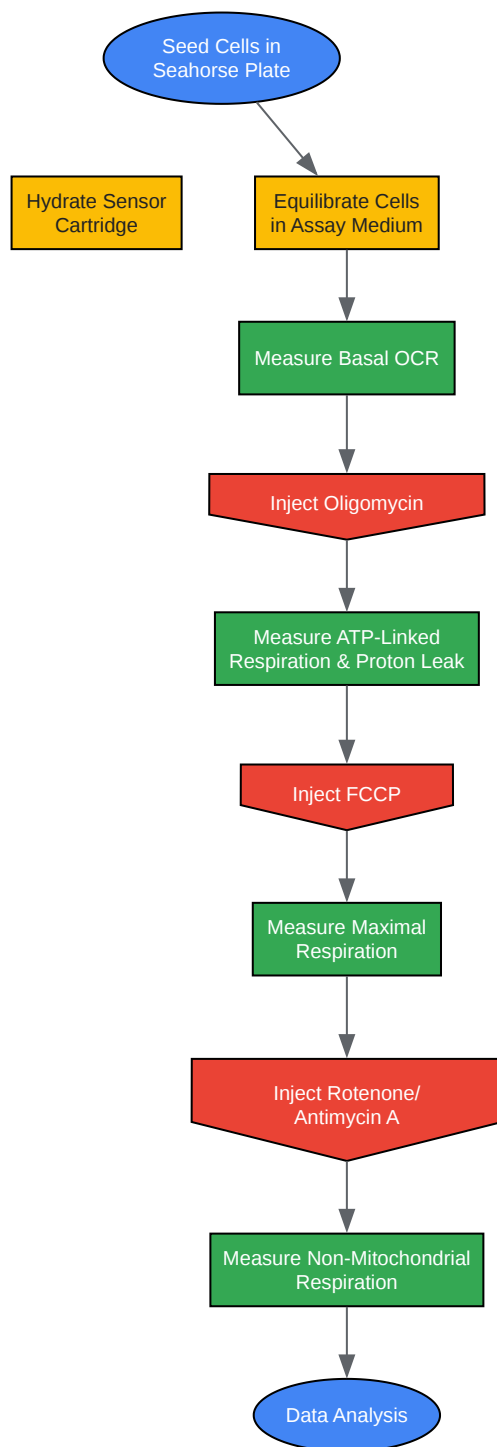 Seed Cells in
Seahorse Plate
Hydrate Sensor
Cartridge
Equilibrate Cells
in Assay Medium
Measure Basal OCR
Inject Oligomycin
Measure ATP-Linked
Respiration & Proton Leak
Inject FCCP
Measure Maximal
Respiration
Inject Rotenone/
Antimycin A
Measure Non-Mitochondrial
Respiration
Data Analysis